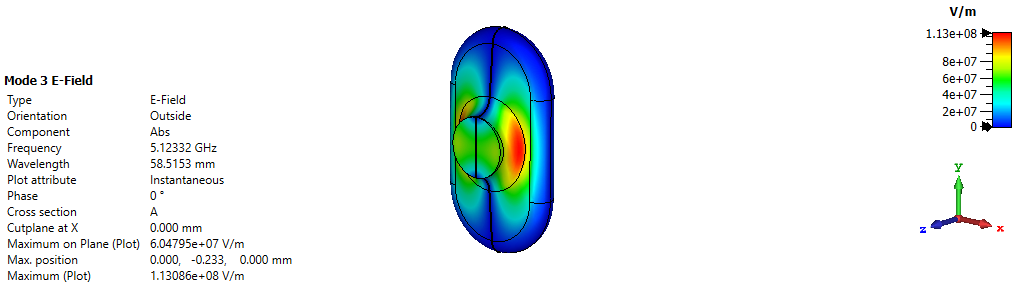 V/m
1.13e+08
8e+07
6e+07
4e+07
2e+07
0
Mode 3 E-Field
Type E-Field
Orientation Outside
Component Abs
Frequency 5.12332 GHz
Wavelength 58.5153 mm
Plot attribute Instantaneous
Phase 0 °
Cross section A
Cutplane at X 0.000 mm
Maximum on Plane (Plot) 6.04795e+07 V/m
Max. position 0.000, -0.233, 0.000 mm
Maximum (Plot) 1.13086e+08 V/m
y
z
x